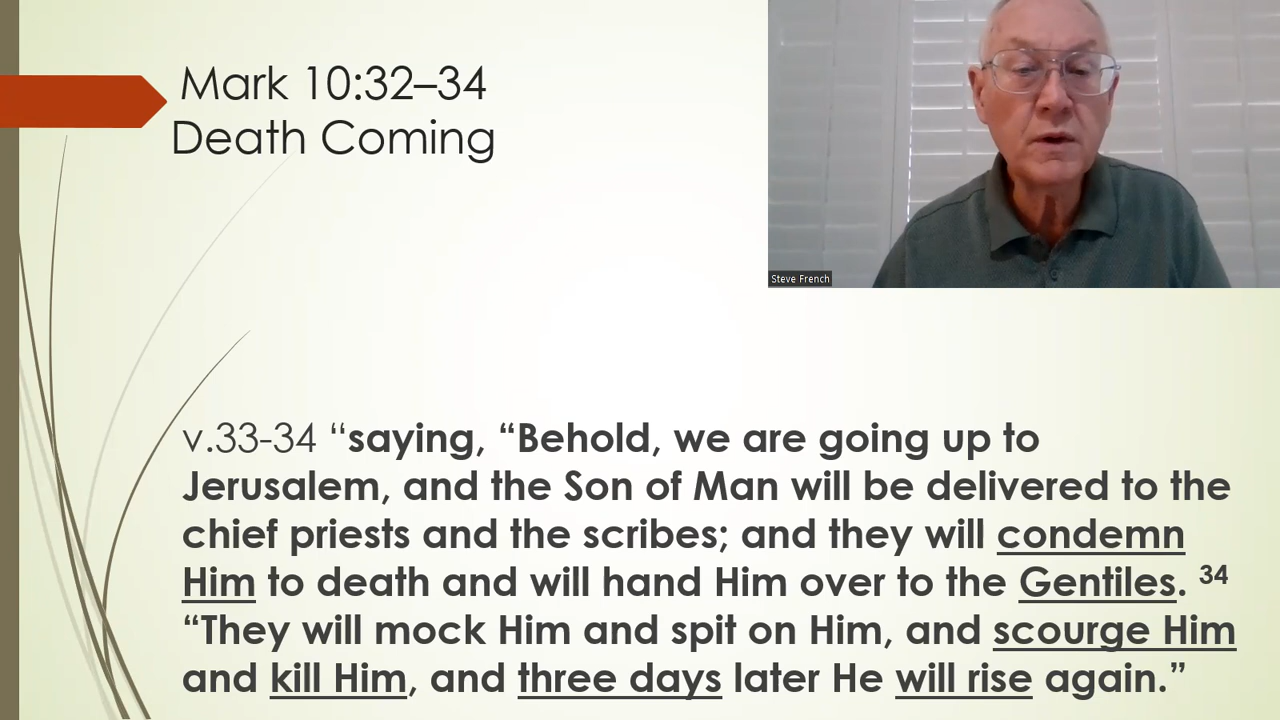 Mark 10:32–34
Death Coming
Steve French
v.33-34 “saying, “Behold, we are going up to
Jerusalem, and the Son of Man will be delivered to the
chief priests and the scribes; and they will condemn
Him to death and will hand Him over to the Gentiles. 34
“They will mock Him and spit on Him, and scourge Him
and kill Him, and three days later He will rise again.”